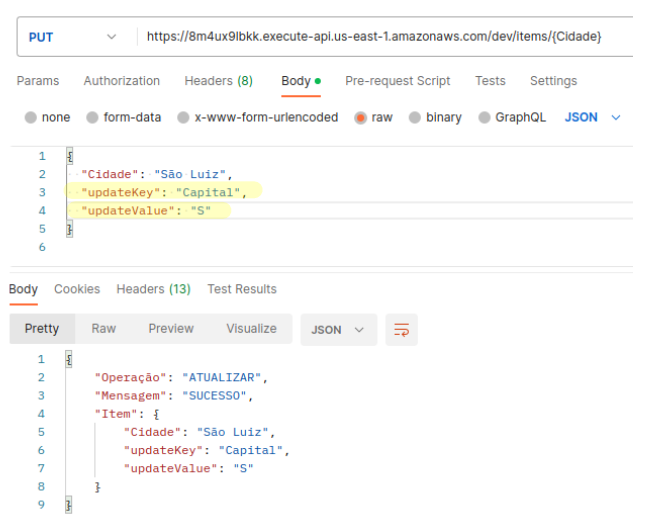 PUT https://8m4ux9lbkk.execute-api.us-east-1.amazonaws.com/dev/items/{Cidade}
Params Authorization Headers (8) Body Pre-request Script Tests Settings
none form-data x-www-form-urlencoded raw binary GraphQL JSON
1 {
2 "Cidade": "São Luiz",
3 "updateKey": "Capital",
4 "updateValue": "S"
5 }
6
Body Cookies Headers (13) Test Results
Pretty Raw Preview Visualize JSON
1 {
2 "Operação": "ATUALIZAR",
3 "Mensagem": "SUCESSO",
4 "Item": {
5 "Cidade": "São Luiz",
6 "updateKey": "Capital",
7 "updateValue": "S"
8 }
9 }